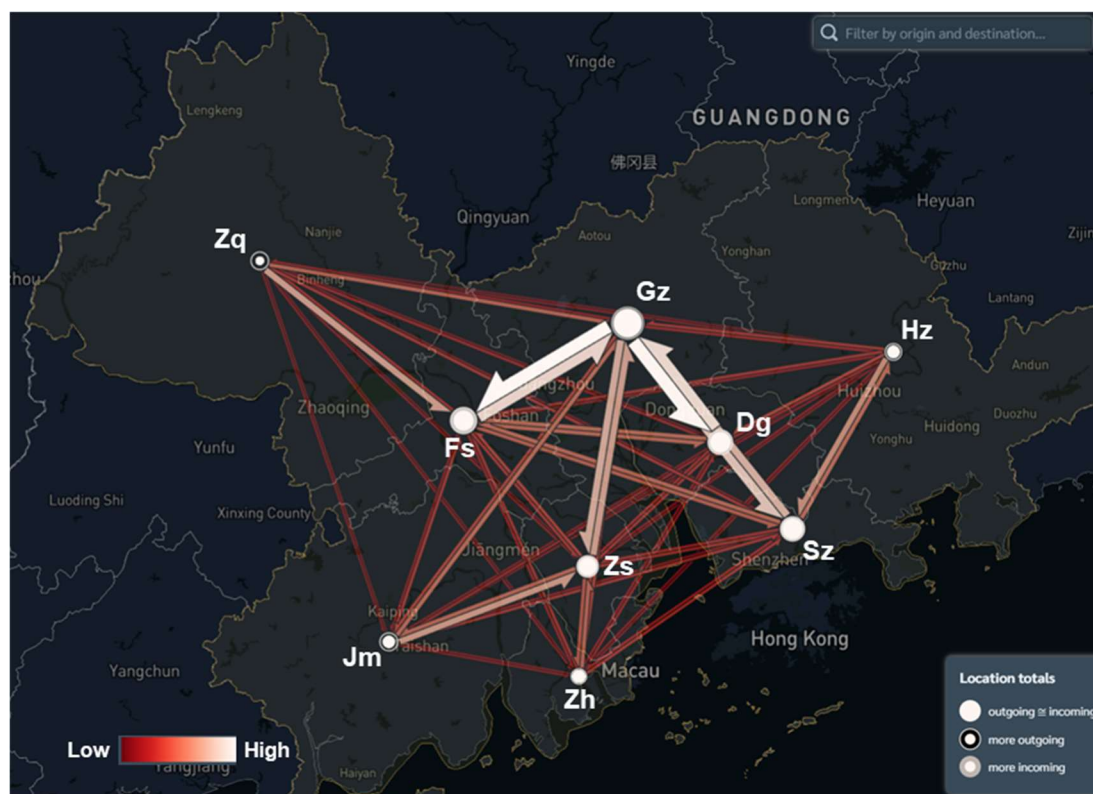 Filter by origin and destination...
Yingde
Lengkeng
GUANGDONG
佛冈县
Longment
Heyuan
Qingyuan
Zq
Nanjie
Aotou
Yonghan
Zijin
Binheng
Guzhu
Gz
Lantang
Hz
Andun
Huizhou
Zhaoqing
Dg
Duozhu
Huidong
Fs
Yonghu
Yunfu
Luoding Shi
Xinxing County
Jiangmen
Sz
Zs
Shenzhen
Kaiping
Hong Kong
Jm
Taishan
Yangchun
Macau
Zh
Location totals
outgoing ≅ incoming
more outgoing
more incoming
Low
High
Yangjiang
Haiyan